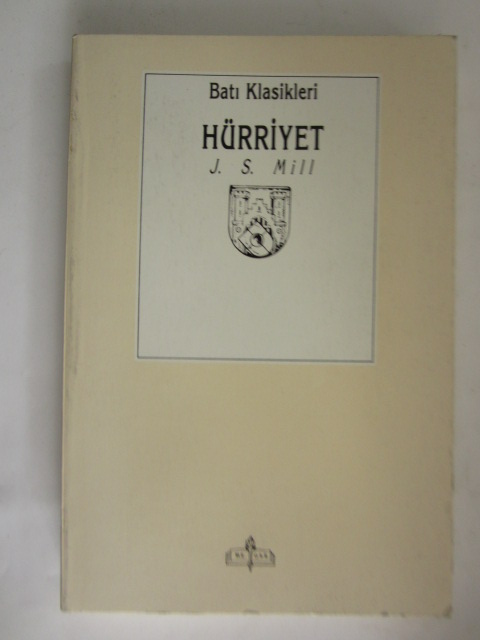 Batı Klasikleri
HÜRRİYET
J. S. Mill